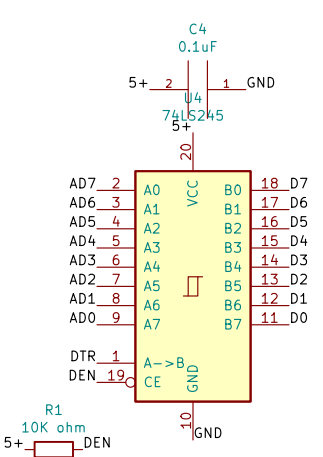 C4
0.1uF
5+ 2 1 GND
U4
74LS245
5+
20
VCC
AD7 2 A0 B0 18 D7
AD6 3 A1 B1 17 D6
AD5 4 A2 B2 16 D5
AD4 5 A3 B3 15 D4
AD3 6 A4 B4 14 D3
AD2 7 A5 B5 13 D2
AD1 8 A6 B6 12 D1
AD0 9 A7 B7 11 D0
DTR 1 A->B
DEN 19 CE
GND
10
GND
R1
10K ohm
5+ DEN